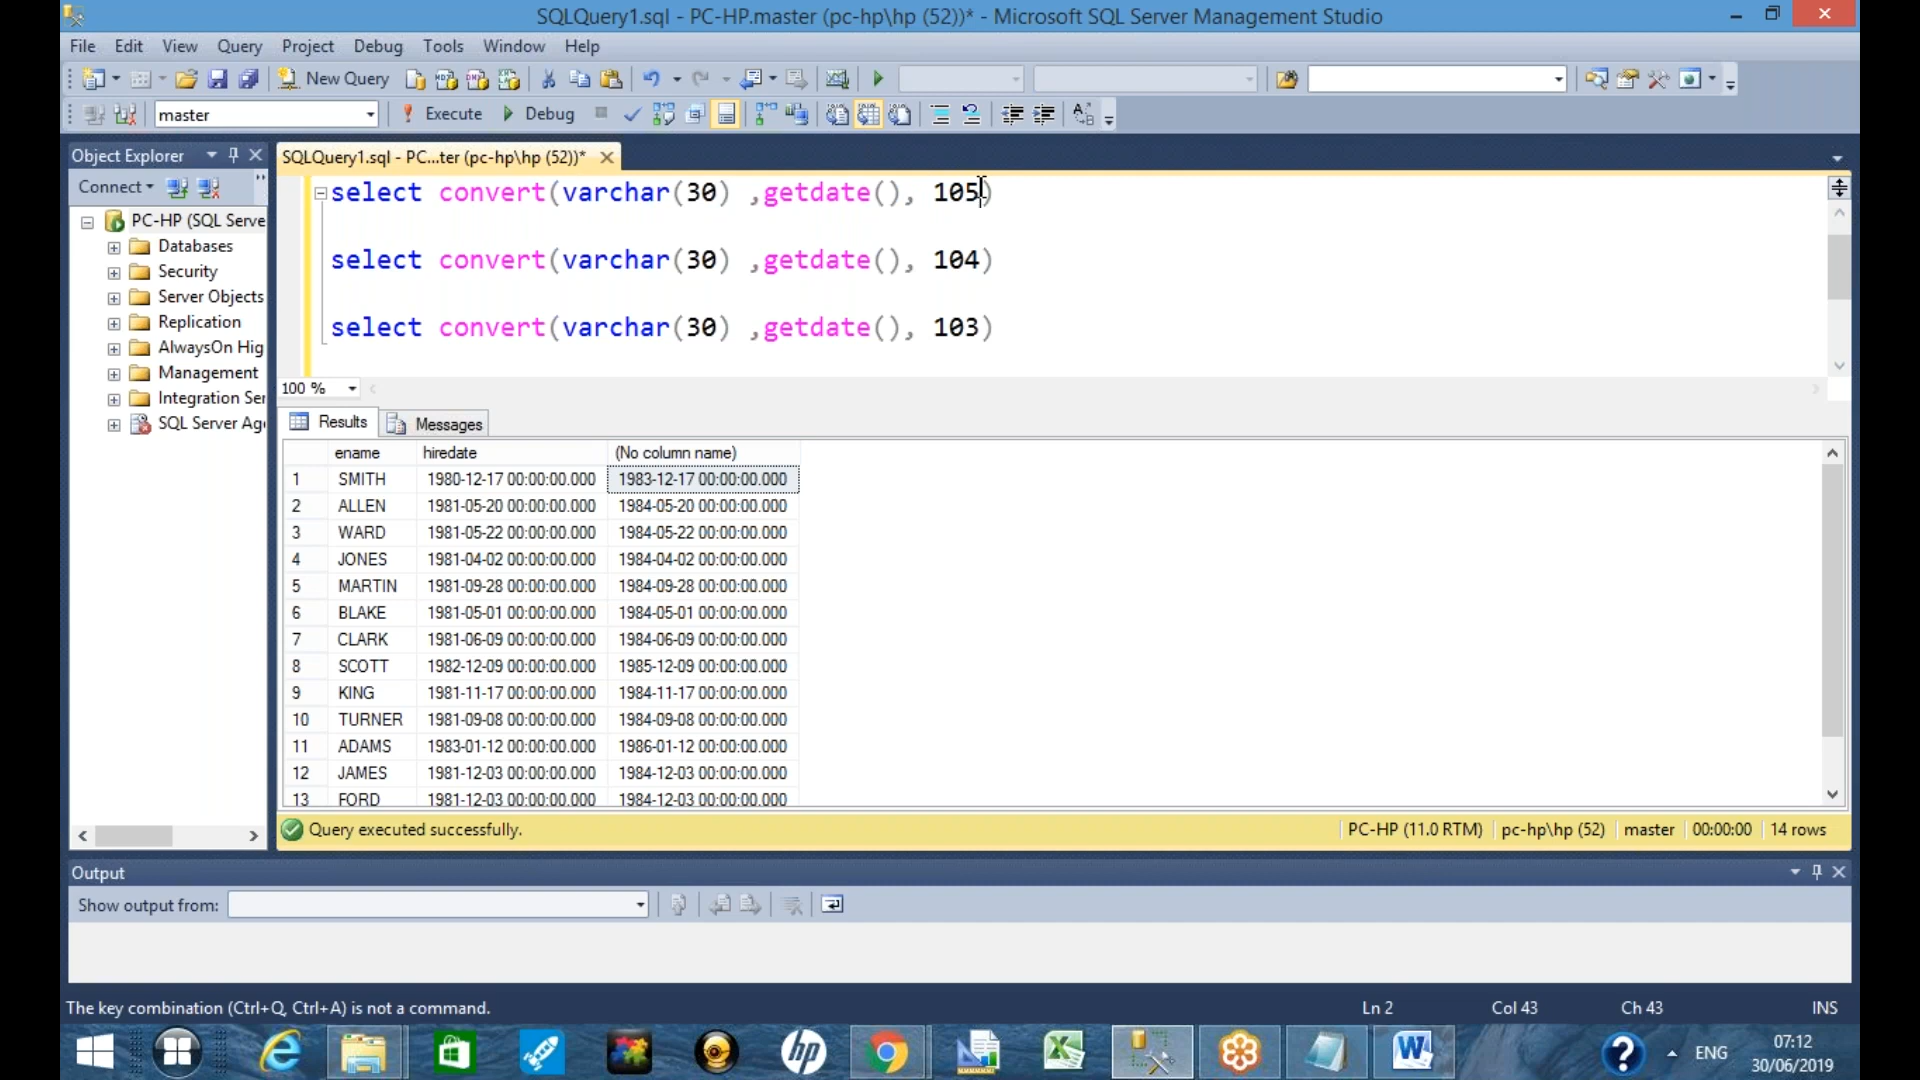 SQLQuery1.sql - PC-HP.master (pc-hp\hp (52))* - Microsoft SQL Server Management Studio
File Edit View Query Project Debug Tools Window Help
New Query
master Execute Debug
Object Explorer
SQLQuery1.sql - PC...ter (pc-hp\hp (52))*
Connect
PC-HP (SQL Serve
Databases
Security
Server Objects
Replication
AlwaysOn Hig
Management
Integration Ser
SQL Server Ag
select convert(varchar(30) ,getdate(), 105)
select convert(varchar(30) ,getdate(), 104)
select convert(varchar(30) ,getdate(), 103)
100 %
Results Messages
ename hiredate (No column name)
1 SMITH 1980-12-17 00:00:00.000 1983-12-17 00:00:00.000
2 ALLEN 1981-05-20 00:00:00.000 1984-05-20 00:00:00.000
3 WARD 1981-05-22 00:00:00.000 1984-05-22 00:00:00.000
4 JONES 1981-04-02 00:00:00.000 1984-04-02 00:00:00.000
5 MARTIN 1981-09-28 00:00:00.000 1984-09-28 00:00:00.000
6 BLAKE 1981-05-01 00:00:00.000 1984-05-01 00:00:00.000
7 CLARK 1981-06-09 00:00:00.000 1984-06-09 00:00:00.000
8 SCOTT 1982-12-09 00:00:00.000 1985-12-09 00:00:00.000
9 KING 1981-11-17 00:00:00.000 1984-11-17 00:00:00.000
10 TURNER 1981-09-08 00:00:00.000 1984-09-08 00:00:00.000
11 ADAMS 1983-01-12 00:00:00.000 1986-01-12 00:00:00.000
12 JAMES 1981-12-03 00:00:00.000 1984-12-03 00:00:00.000
13 FORD 1981-12-03 00:00:00.000 1984-12-03 00:00:00.000
Query executed successfully. PC-HP (11.0 RTM) pc-hp\hp (52) master 00:00:00 14 rows
Output
Show output from:
The key combination (Ctrl+Q, Ctrl+A) is not a command. Ln 2 Col 43 Ch 43 INS
hp ENG 07:12
30/06/2019